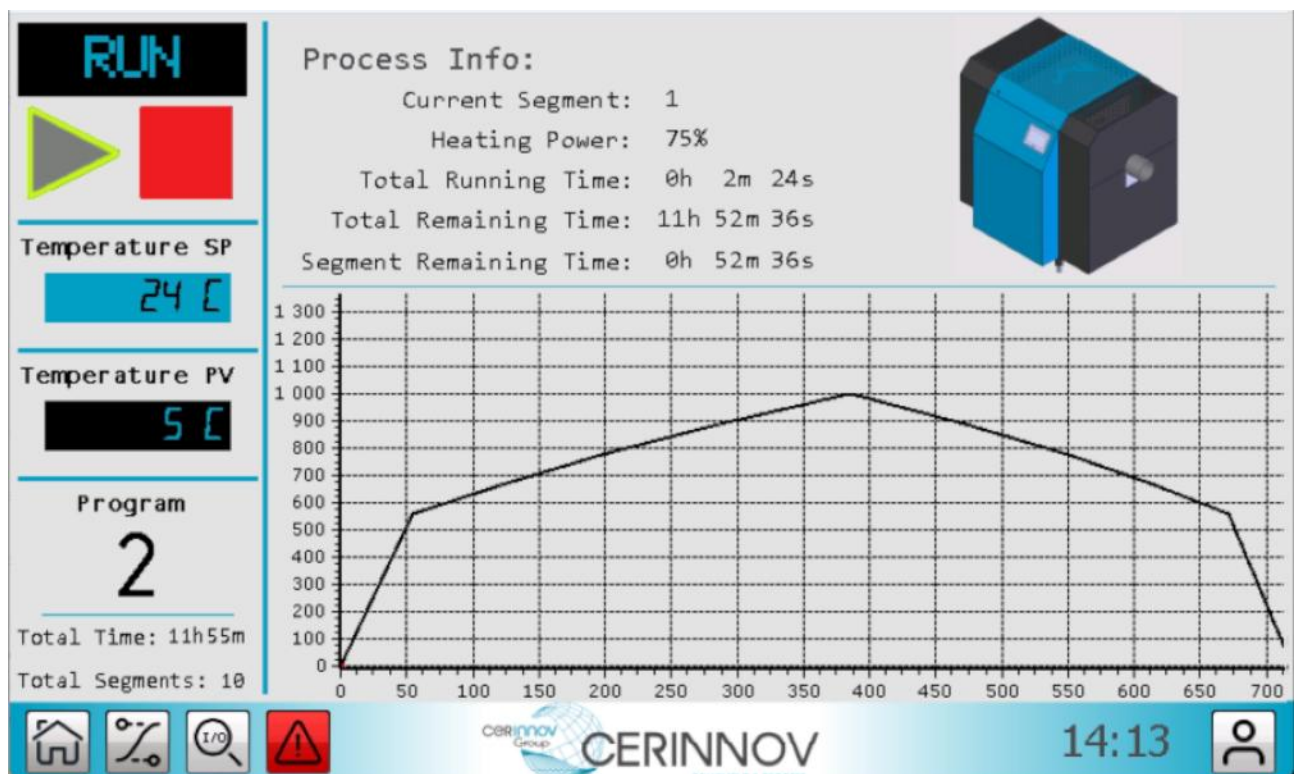 RUN
Temperature SP
24 C
Temperature PV
5 C
Program
2
Total Time: 11h55m
Total Segments: 10
Process Info:
Current Segment: 1
Heating Power: 75%
Total Running Time: 0h 2m 24s
Total Remaining Time: 11h 52m 36s
Segment Remaining Time: 0h 52m 36s
1 300
1 200
1 100
1 000
900
800
700
600
500
400
300
200
100
0
0 50 100 150 200 250 300 350 400 450 500 550 600 650 700
I/O
cerinnov
Group
CERINNOV
14:13